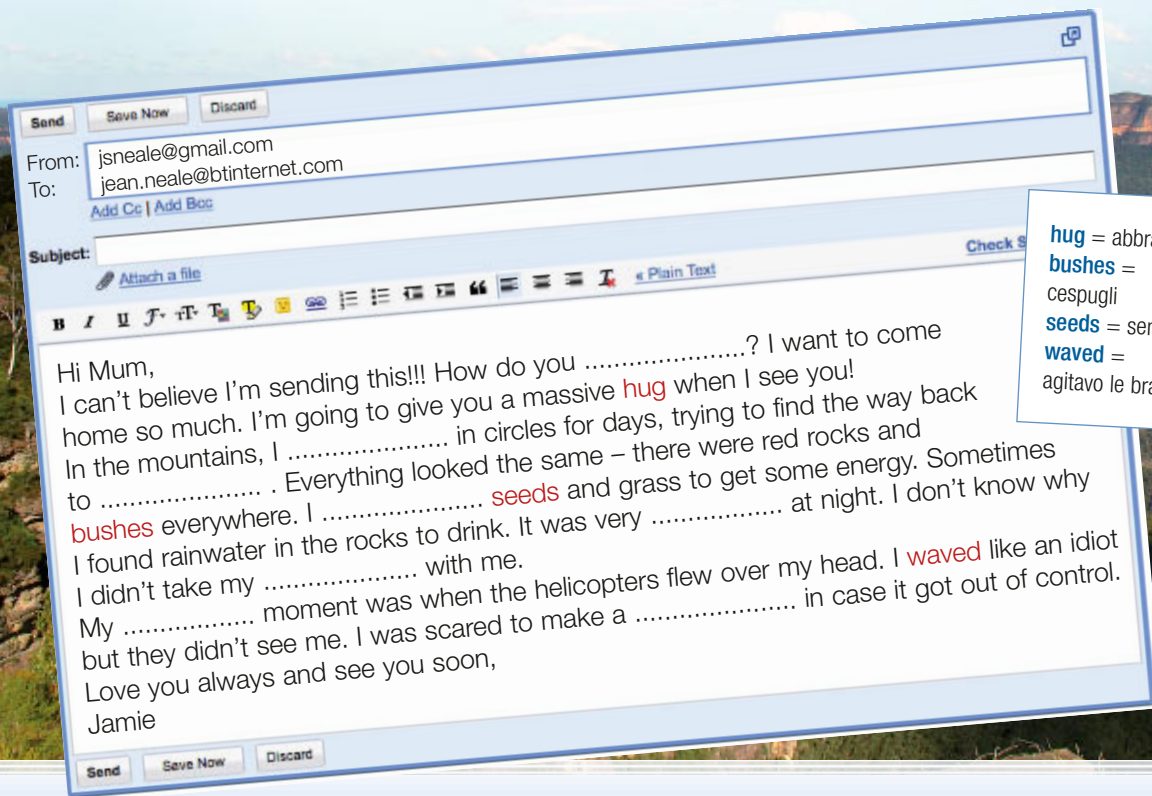 Send Save Now Discard
From: jsneale@gmail.com
To: jean.neale@btinternet.com
Add Cc | Add Bcc
Subject:
Attach a file
Check
B I U « Plain Text
hug =
bushes =
cespugli
seeds =
waved =
agitavo le
Hi Mum,
I can't believe I'm sending this!!! How do you ......................? I want to come
home so much. I'm going to give you a massive hug when I see you!
In the mountains, I ...................... in circles for days, trying to find the way back
to ...................... . Everything looked the same – there were red rocks and
bushes everywhere. I ...................... seeds and grass to get some energy. Sometimes
I found rainwater in the rocks to drink. It was very .................. at night. I don't know why
I didn't take my ..................... with me.
My .................. moment was when the helicopters flew over my head. I waved like an idiot
but they didn't see me. I was scared to make a ...................... in case it got out of control.
Love you always and see you soon,
Jamie
Send Save Now Discard